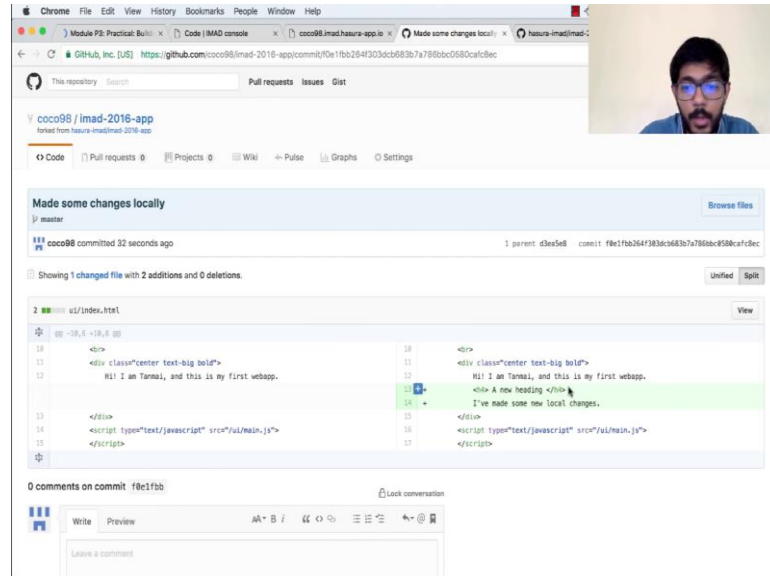 Chrome File Edit View History Bookmarks People Window Help
Module P3: Practical: Buil
Code | IMAD console
coco98.imad.hasura-app.io
Made some changes locally
hasura-imad/imad-2
GitHub, Inc. [US] https://github.com/coco98/imad-2016-app/commit/f0e1fbb264f303dcb683b7a786bbc0580cafc8ec
This repository Search Pull requests Issues Gist
coco98 / imad-2016-app
forked from hasura-imad/imad-2016-app
Code Pull requests 0 Projects 0 Wiki Pulse Graphs Settings
Made some changes locally Browse files
master
coco98 committed 32 seconds ago 1 parent d3ea5e8 commit f0e1fbb264f303dcb683b7a786bbc0580cafc8ec
Showing 1 changed file with 2 additions and 0 deletions. Unified Split
2 ui/index.html View
@@ -10,6 +10,8 @@
10 <br> 10 <br>
11 <div class="center text-big bold"> 11 <div class="center text-big bold">
12 Hi! I am Tanmai, and this is my first webapp. 12 Hi! I am Tanmai, and this is my first webapp.
13 + <h4> A new heading </h4>
14 + I've made some new local changes.
13 </div> 15 </div>
14 <script type="text/javascript" src="/ui/main.js"> 16 <script type="text/javascript" src="/ui/main.js">
15 </script> 17 </script>
0 comments on commit f0e1fbb Lock conversation
Write Preview AA B i “ <>
Leave a comment